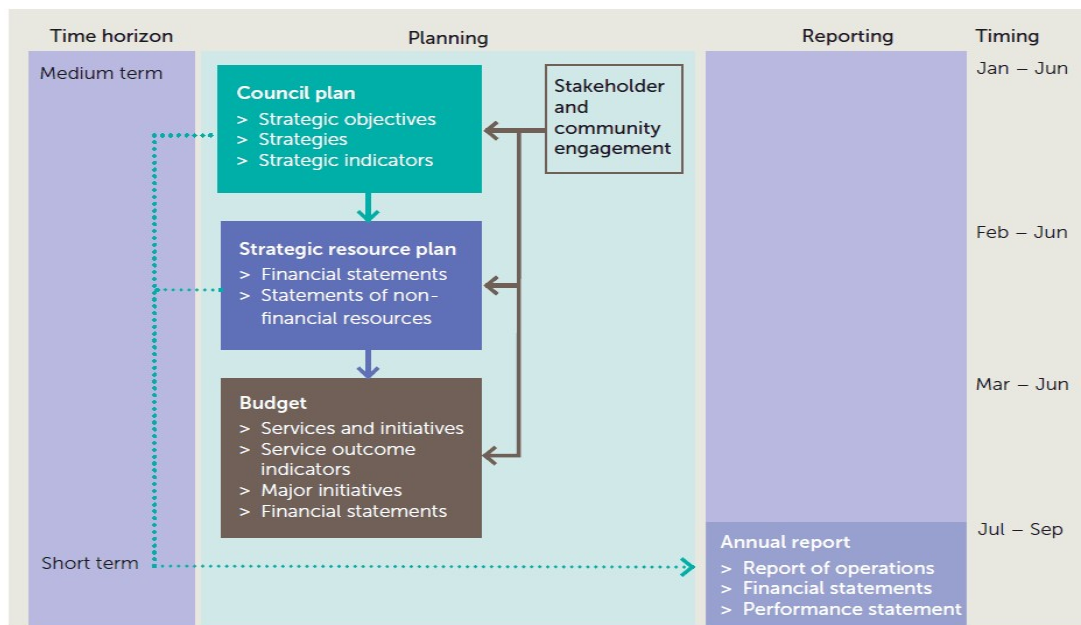 Time horizon
Planning
Reporting
Timing
Medium term
Jan – Jun
Council plan
> Strategic objectives
> Strategies
> Strategic indicators
Stakeholder
and
community
engagement
Feb – Jun
Strategic resource plan
> Financial statements
> Statements of non-
financial resources
Mar – Jun
Budget
> Services and initiatives
> Service outcome
indicators
> Major initiatives
> Financial statements
Jul – Sep
Short term
Annual report
> Report of operations
> Financial statements
> Performance statement